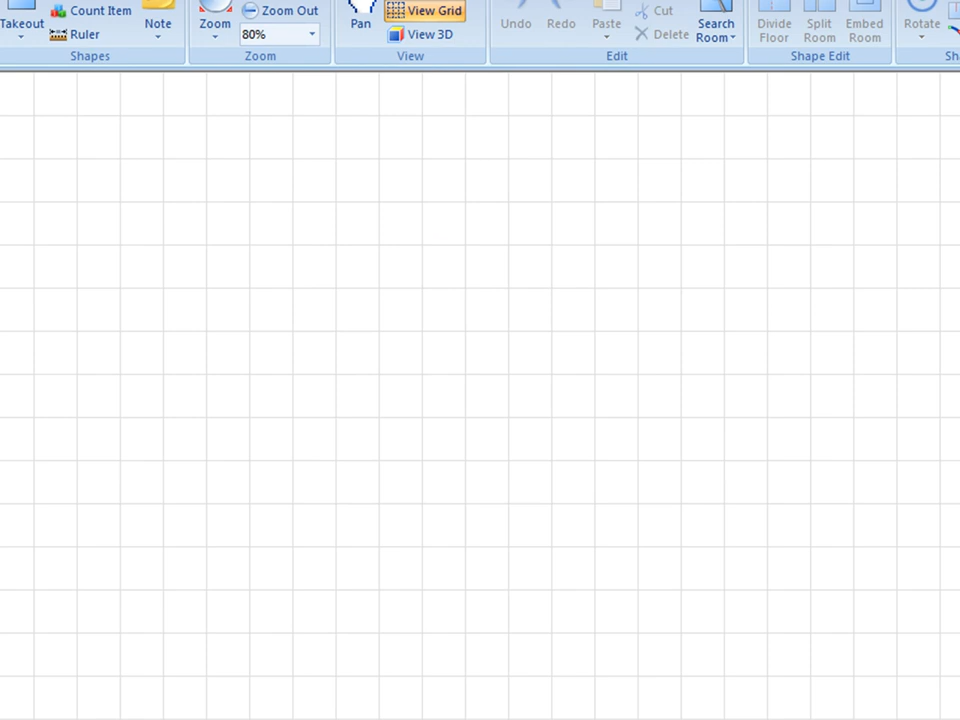 Count Item
Takeout
Note
Ruler
Shapes
Zoom Out
Zoom
80%
Zoom
View Grid
Pan
View 3D
View
Undo
Redo
Paste
Cut
Delete
Search
Room
Edit
Divide
Floor
Split
Room
Embed
Room
Shape Edit
Rotate